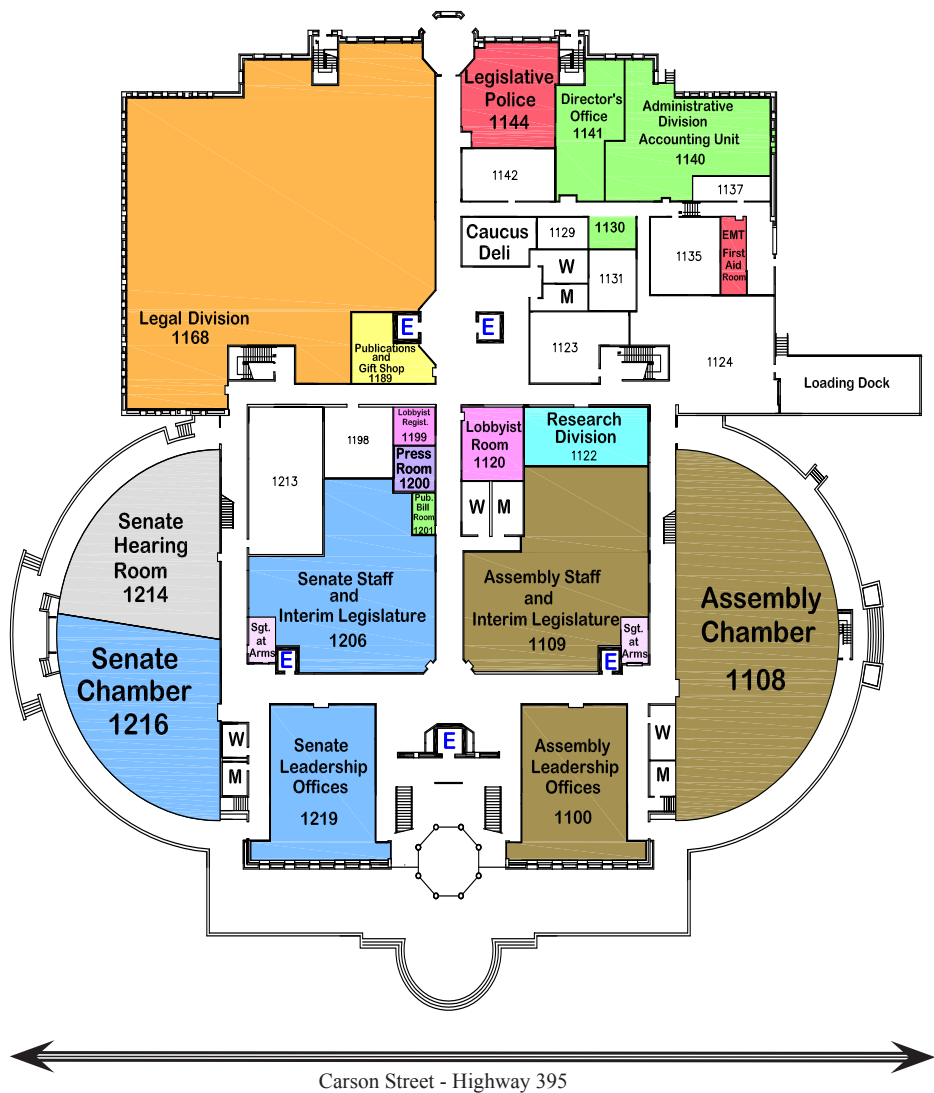 Legislative
Police
1144
Director's
Office
1141
Administrative
Division
Accounting Unit
1140
1142
1137
Caucus
Deli
1129
1130
W
M
1131
1135
EMT
First
Aid
Room
Legal Division
1168
E
E
Publications
and
Gift Shop
1189
1123
1124
Loading Dock
1213
1198
Lobbyist
Regist.
1199
Press
Room
1200
Pub.
Bill
Room
1201
Lobbyist
Room
1120
Research
Division
1122
W
M
Senate
Hearing
Room
1214
Senate Staff
and
Interim Legislature
1206
Sgt.
at
Arms
E
Assembly Staff
and
Interim Legislature
1109
Sgt.
at
Arms
E
Assembly
Chamber
1108
Senate
Chamber
1216
W
M
Senate
Leadership
Offices
1219
E
Assembly
Leadership
Offices
1100
W
M
Carson Street - Highway 395